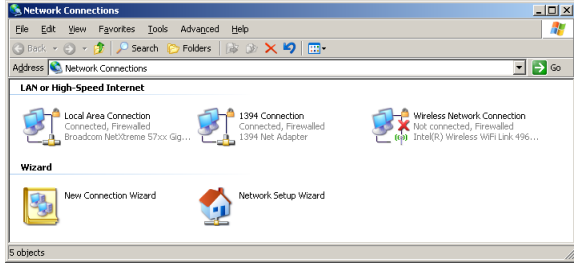 Network Connections
File Edit View Favorites Tools Advanced Help
Back Search Folders
Address Network Connections Go
LAN or High-Speed Internet
Local Area Connection
Connected, Firewalled
Broadcom NetXtreme 57xx Gig...
1394 Connection
Connected, Firewalled
1394 Net Adapter
Wireless Network Connection
Not connected, Firewalled
Intel(R) Wireless WiFi Link 496...
Wizard
New Connection Wizard
Network Setup Wizard
5 objects